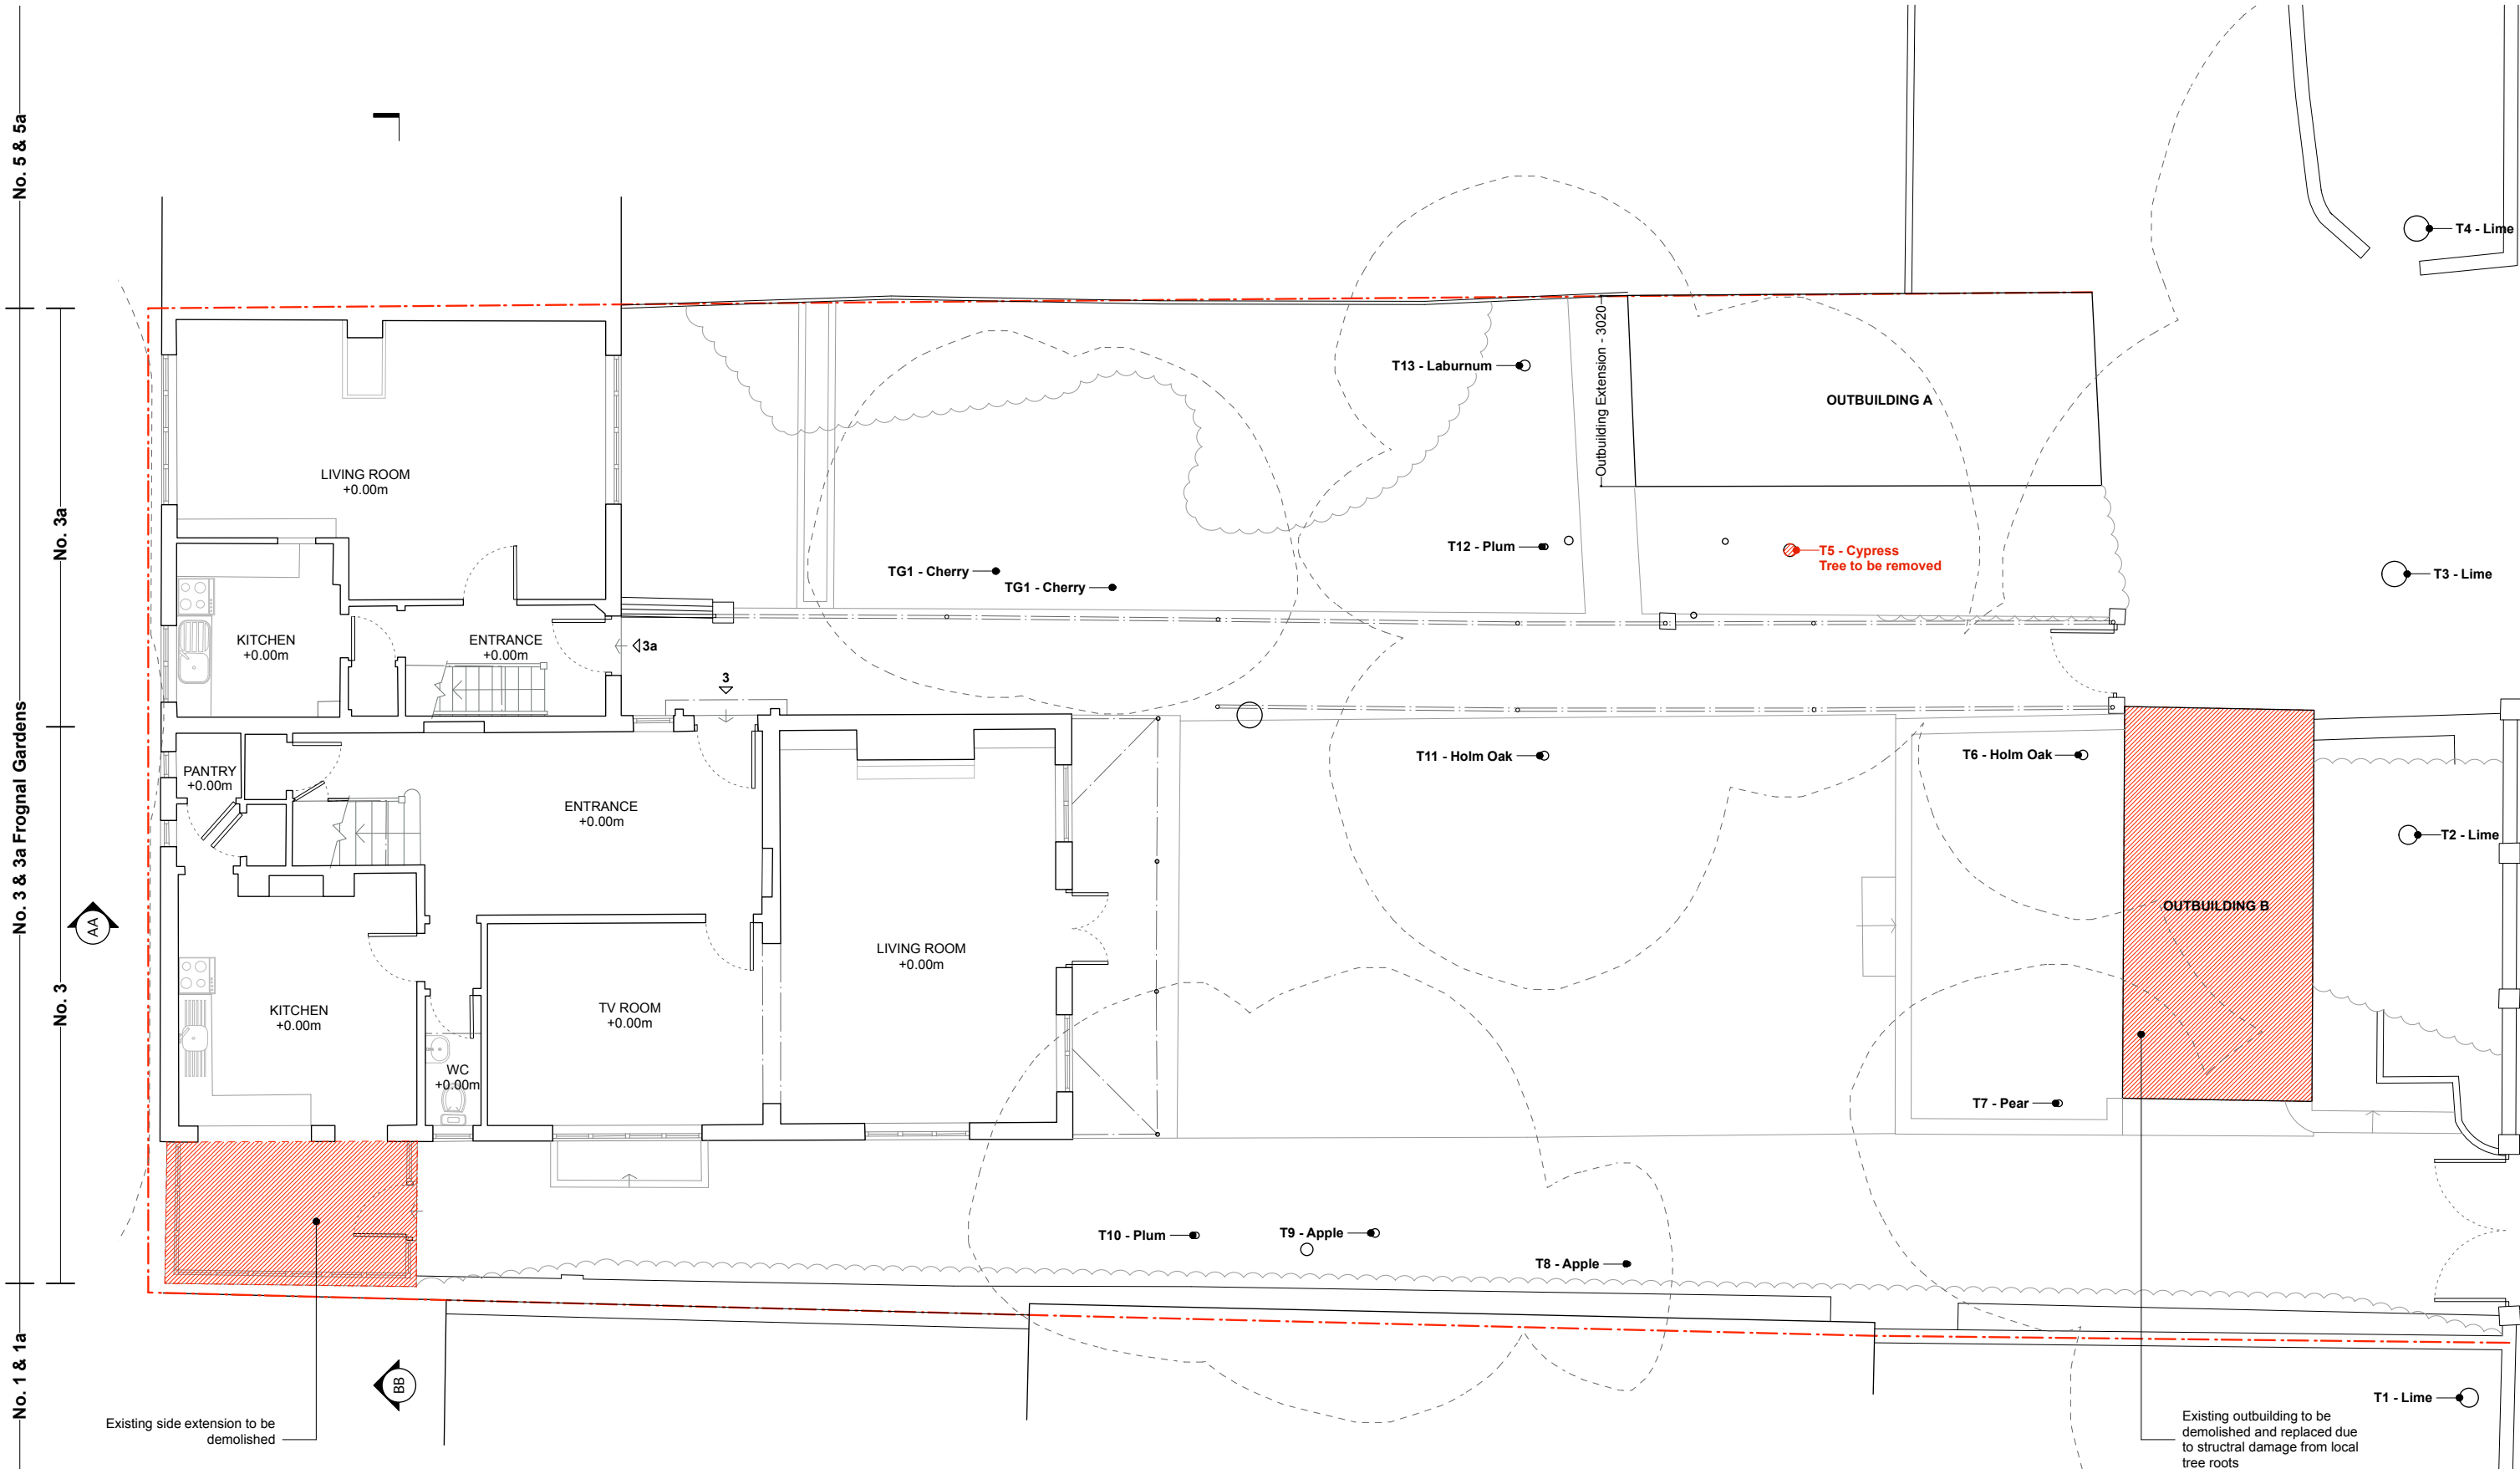 No. 5 & 5a
No. 3 & 3a Frognal Gardens
No. 1 & 1a
No. 3a
No. 3
AA
BB
LIVING ROOM
+0.00m
KITCHEN
+0.00m
ENTRANCE
+0.00m
3a
3
PANTRY
+0.00m
ENTRANCE
+0.00m
KITCHEN
+0.00m
WC
+0.00m
TV ROOM
+0.00m
LIVING ROOM
+0.00m
Existing side extension to be
demolished
TG1 - Cherry
TG1 - Cherry
T13 - Laburnum
T12 - Plum
Outbuilding Extension - 3020
OUTBUILDING A
T5 - Cypress
Tree to be removed
T4 - Lime
T3 - Lime
T11 - Holm Oak
T6 - Holm Oak
T2 - Lime
OUTBUILDING B
T7 - Pear
T10 - Plum
T9 - Apple
T8 - Apple
T1 - Lime
Existing outbuilding to be
demolished and replaced due
to structral damage from local
tree roots